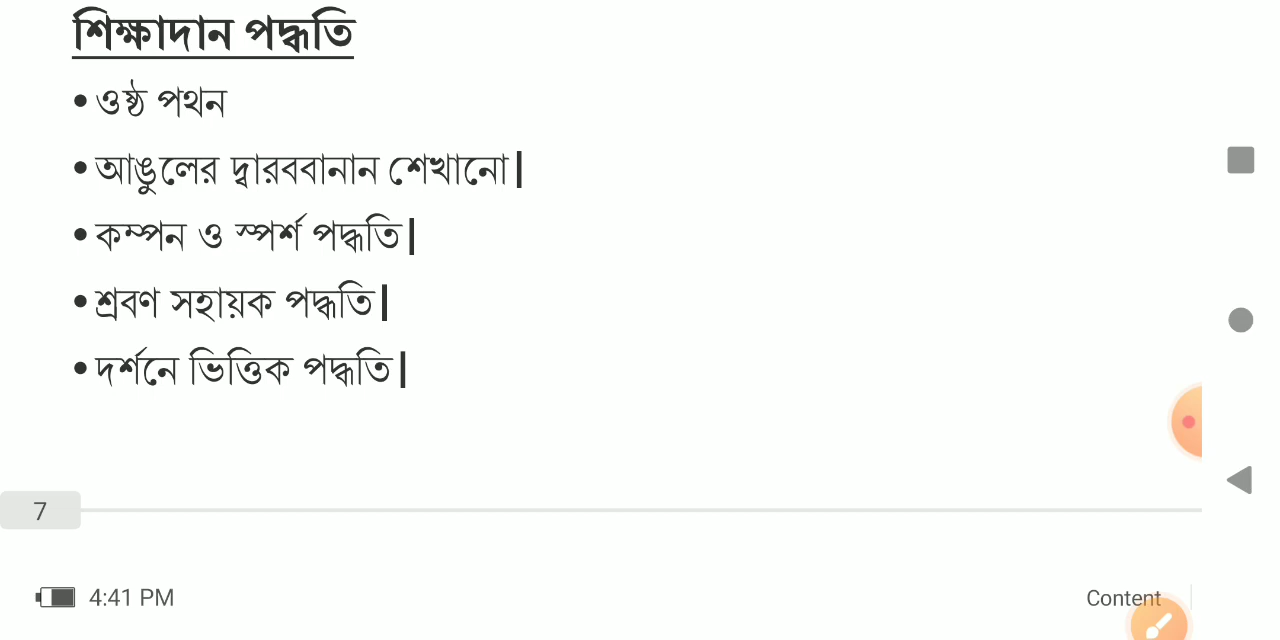 শিক্ষাদান পদ্ধতি
• ওষ্ঠ পথন
• আঙুলের দ্বারববানান শেখানো|
• কম্পন ও স্পর্শ পদ্ধতি|
• শ্রবণ সহায়ক পদ্ধতি|
• দর্শনে ভিত্তিক পদ্ধতি|
7
4:41 PM
Content